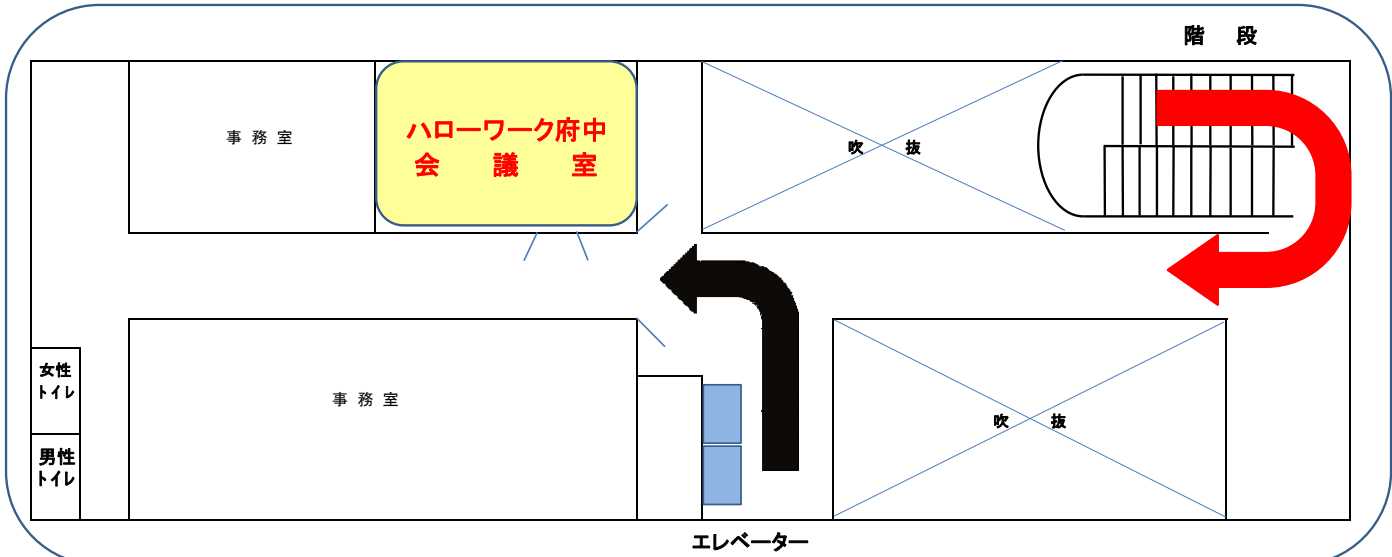 階 段
事 務 室
ハローワーク府中
会 議 室
吹 抜
女性
トイレ
事 務 室
吹 抜
男性
トイレ
エレベーター